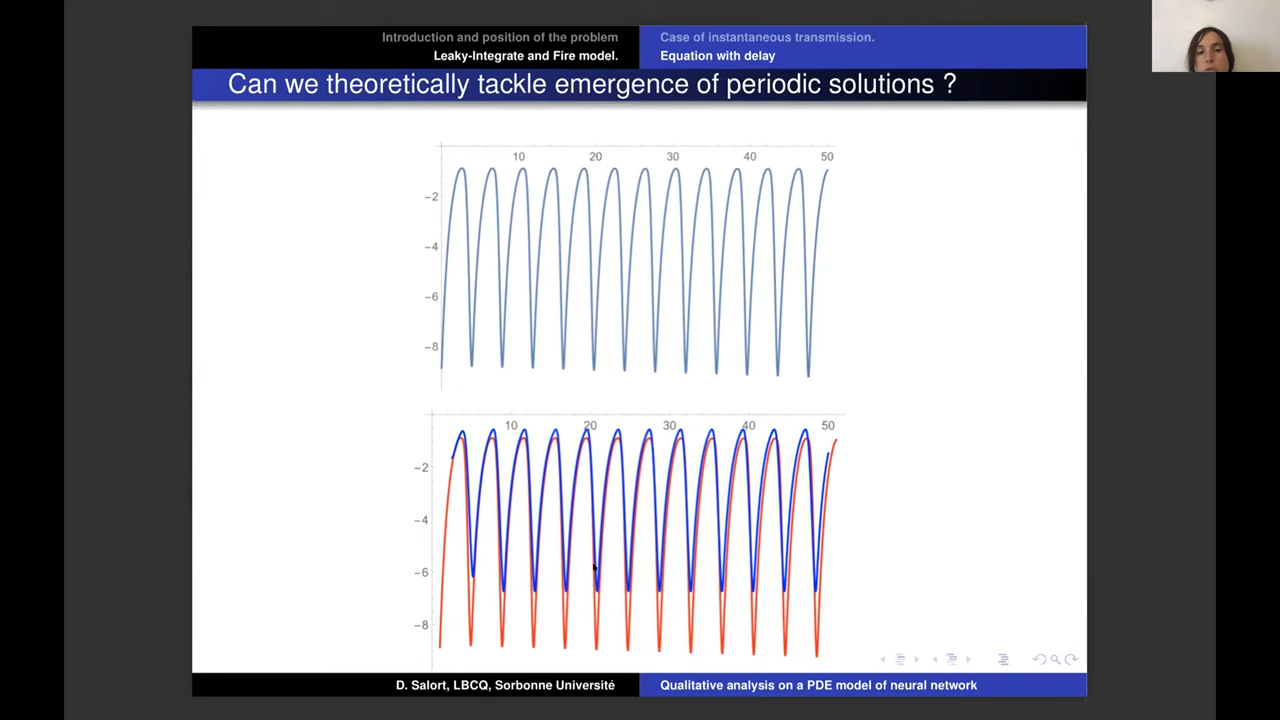 Introduction and position of the problem
Leaky-Integrate and Fire model.
Case of instantaneous transmission.
Equation with delay
Can we theoretically tackle emergence of periodic solutions ?
10 20 30 40 50
−2
−4
−6
−8
10 20 30 40 50
−2
−4
−6
−8
D. Salort, LBCQ, Sorbonne Université
Qualitative analysis on a PDE model of neural network